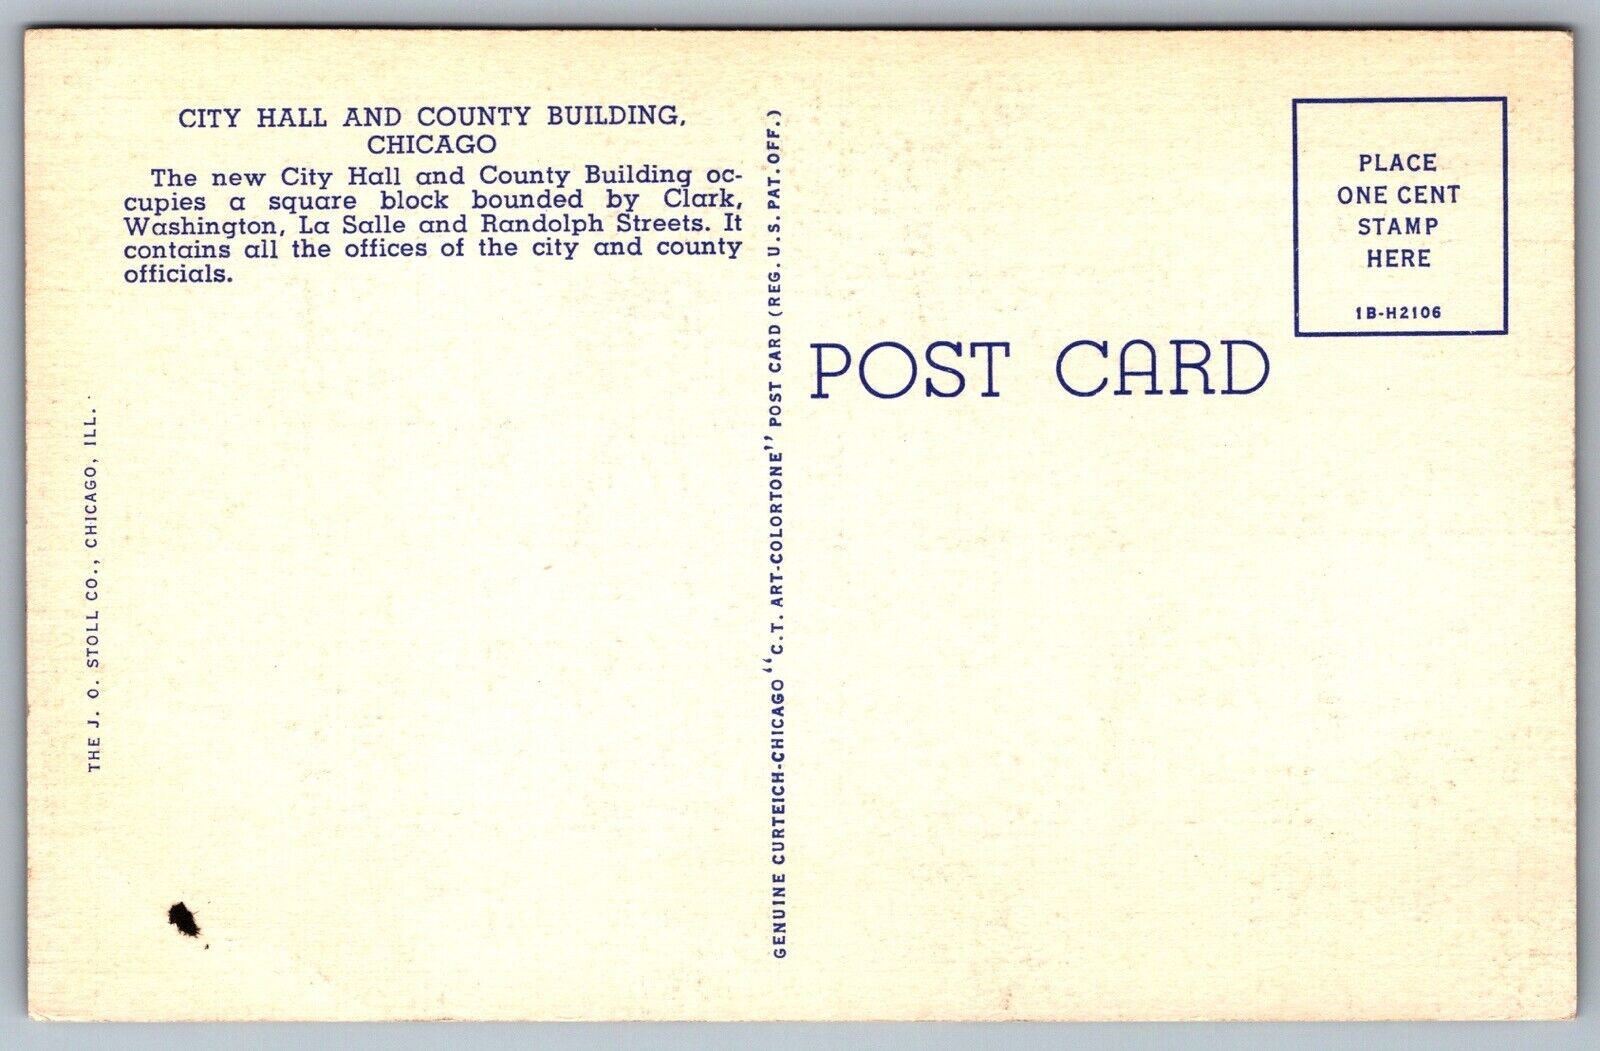 CITY HALL AND COUNTY BUILDING,
CHICAGO
The new City Hall and County Building oc-
cupies a square block bounded by Clark,
Washington, La Salle and Randolph Streets. It
contains all the offices of the city and county
officials.
THE J. O. STOLL CO., CHICAGO, ILL.
GENUINE CURTEICH-CHICAGO "C.T. ART-COLORTONE" POST CARD (REG. U.S. PAT. OFF.)
POST CARD
PLACE
ONE CENT
STAMP
HERE
1B-H2106